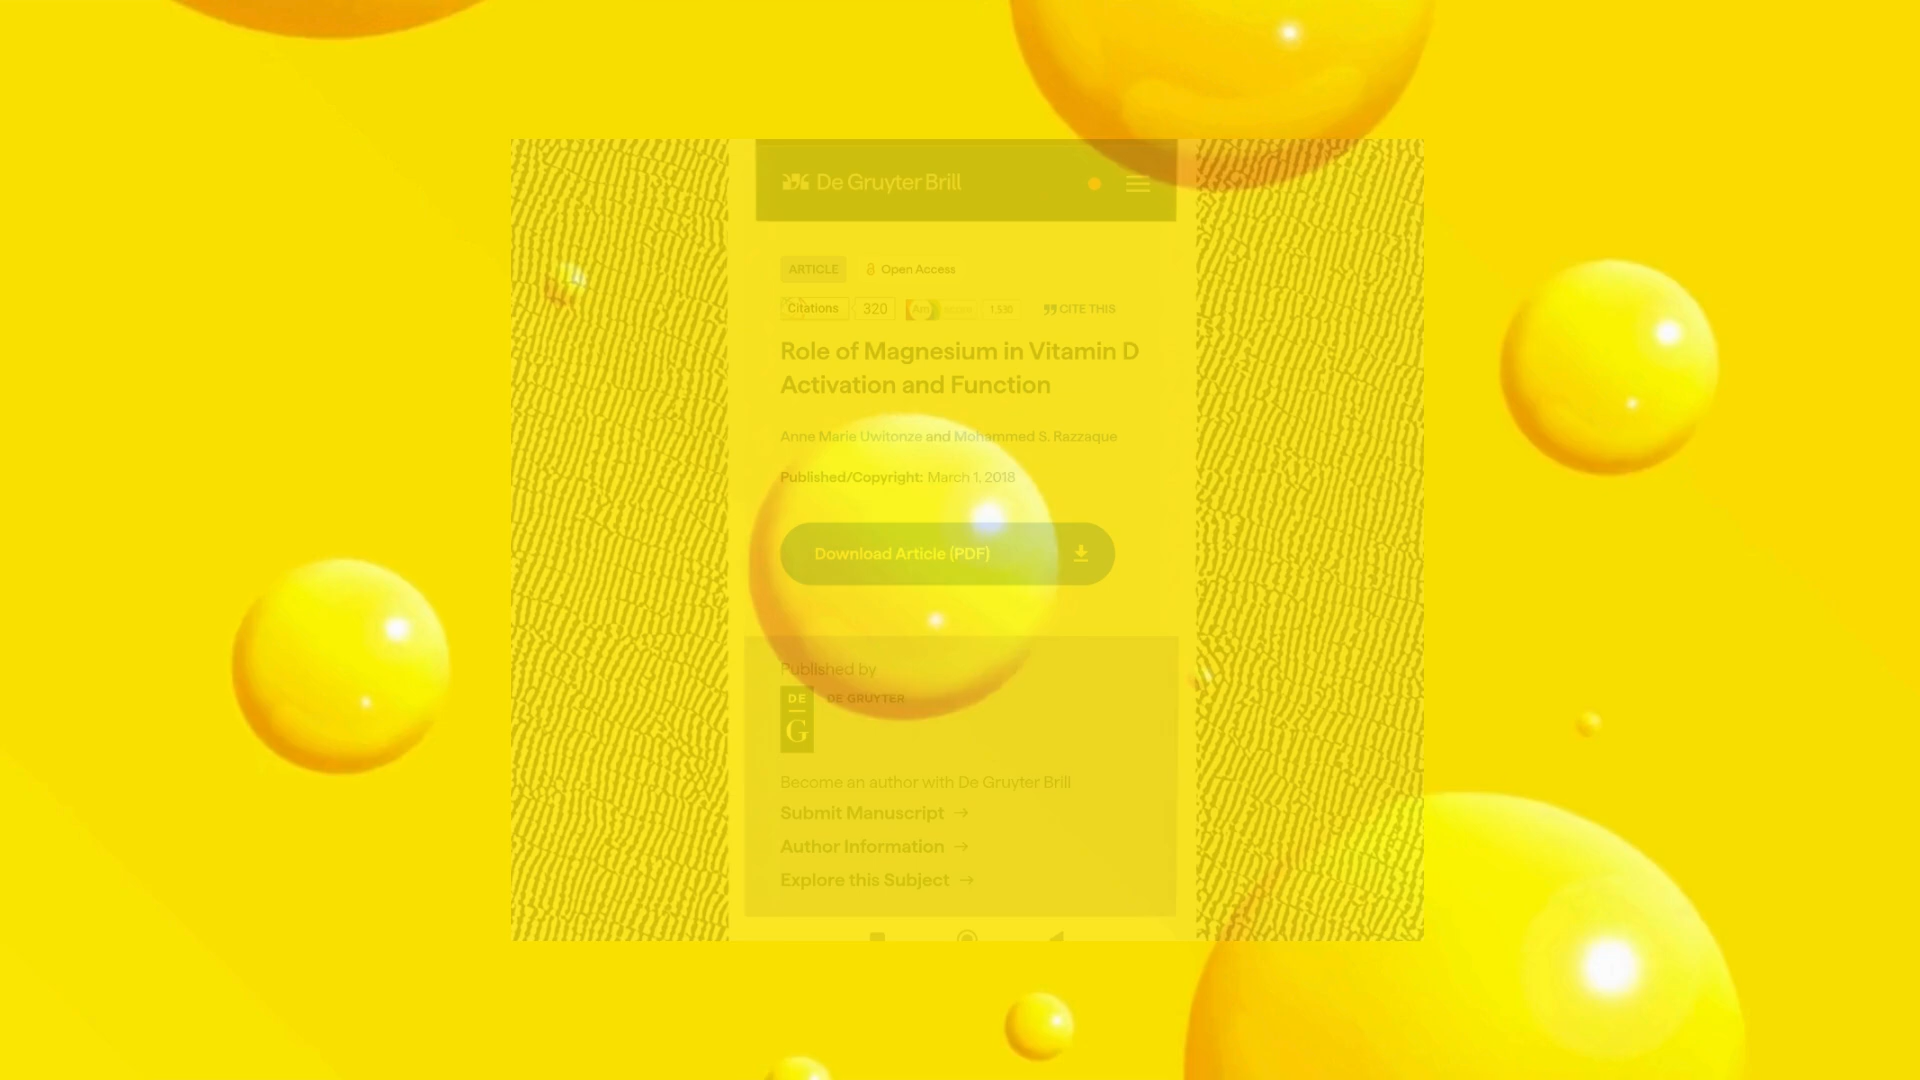 De Gruyter Brill
ARTICLE
Open Access
Citations 320
1.530
CITE THIS
Role of Magnesium in Vitamin D
Activation and Function
Anne Marie Uwitonze and Mohammed S. Razzaque
Published/Copyright: March 1, 2018
Download Article (PDF)
Published by
DE
G
DE GRUYTER
Become an author with De Gruyter Brill
Submit Manuscript →
Author Information →
Explore this Subject →